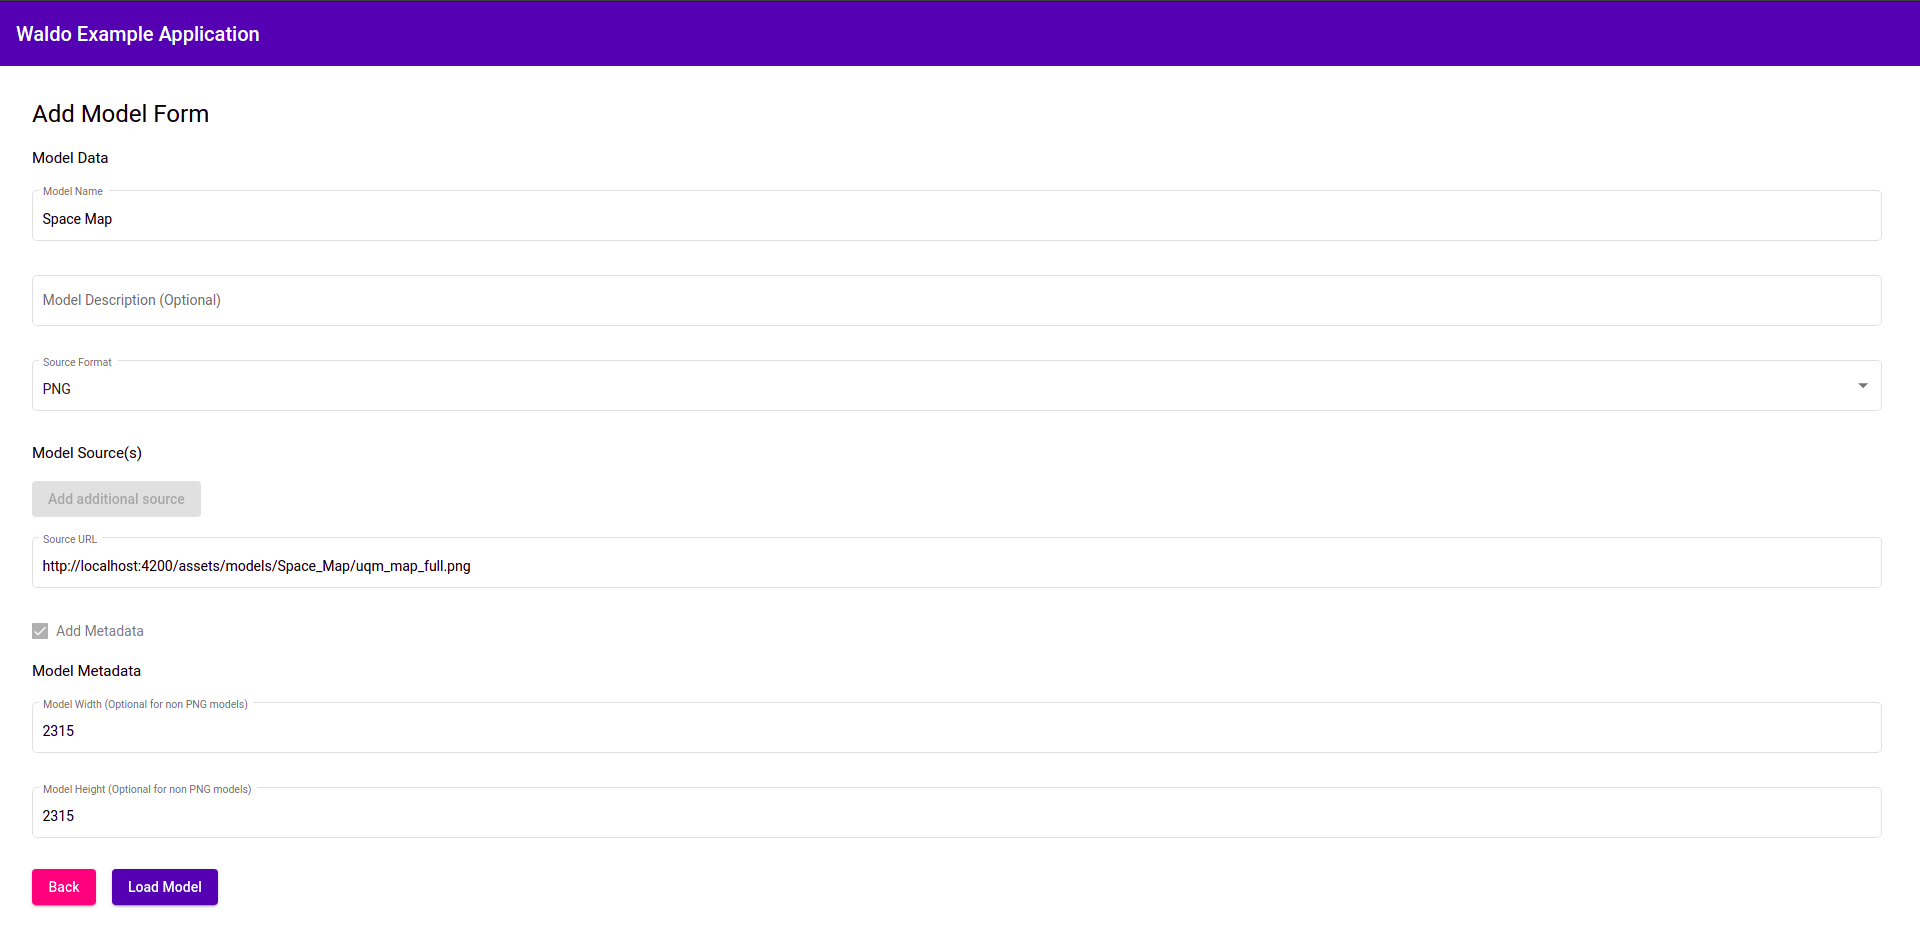 Waldo Example Application
Add Model Form
Model Data
Model Name
Space Map
Model Description (Optional)
Source Format
PNG
Model Source(s)
Add additional source
Source URL
http://localhost:4200/assets/models/Space_Map/uqm_map_full.png
Add Metadata
Model Metadata
Model Width (Optional for non PNG models)
2315
Model Height (Optional for non PNG models)
2315
Back Load Model